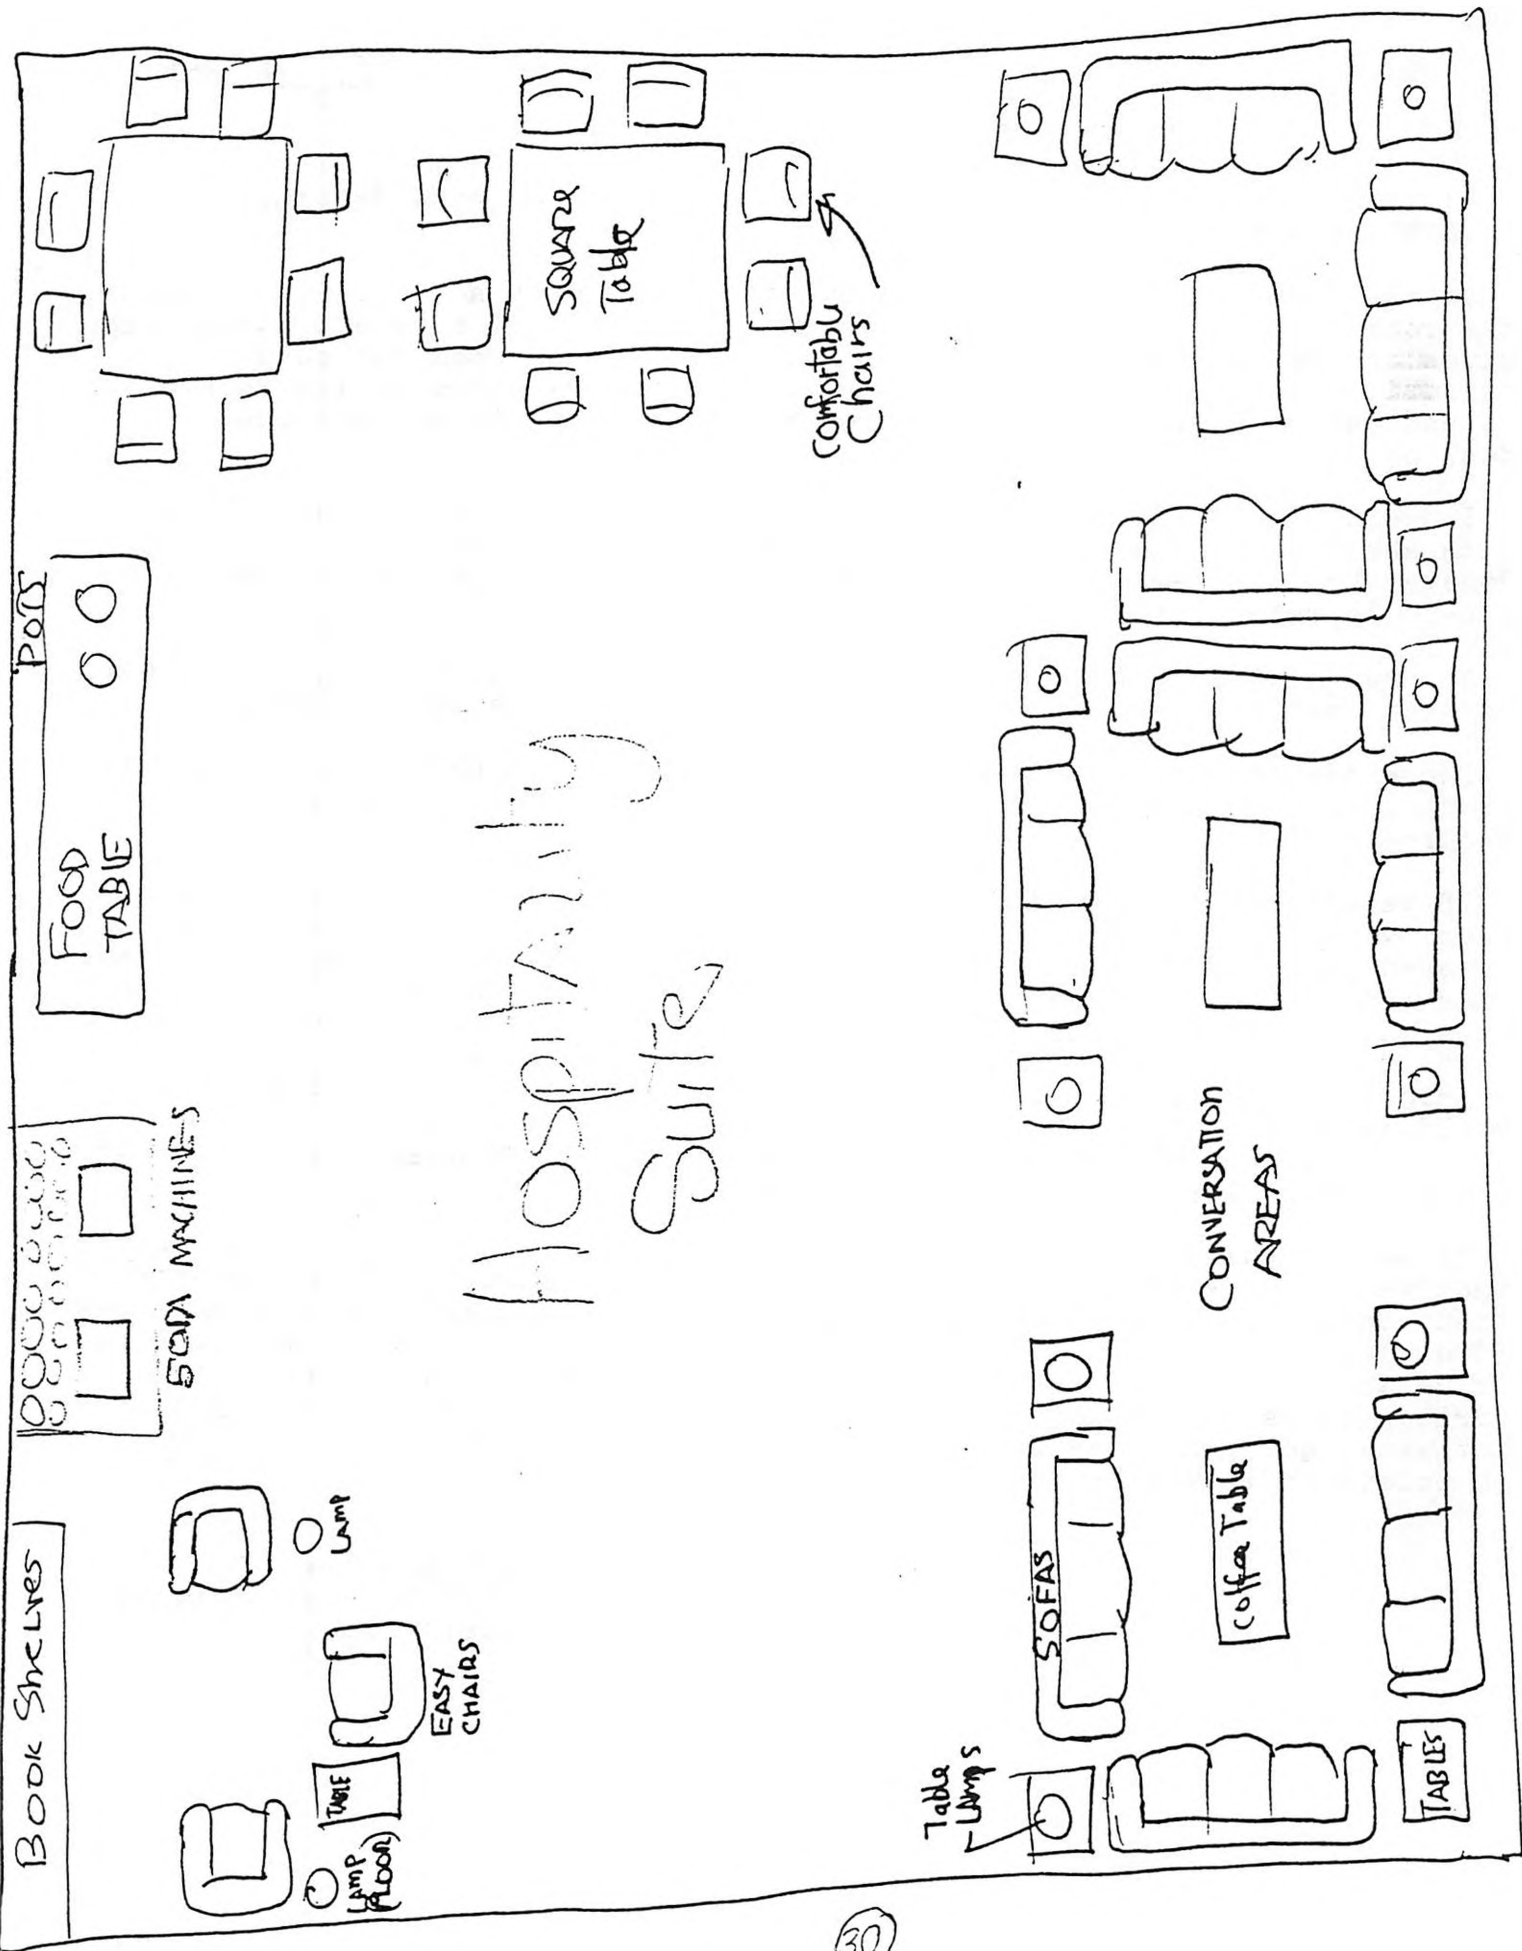 Book Shelves
SODA MACHINES
FOOD
TABLE
POTS
LAMP
LAMP
(FLOOR)
TABLE
EASY
CHAIRS
Hospitality
Suite
SQUARE
Table
Comfortable
Chairs
Table
LAMPS
SOFAS
Coffee Table
TABLES
CONVERSATION
AREAS
30